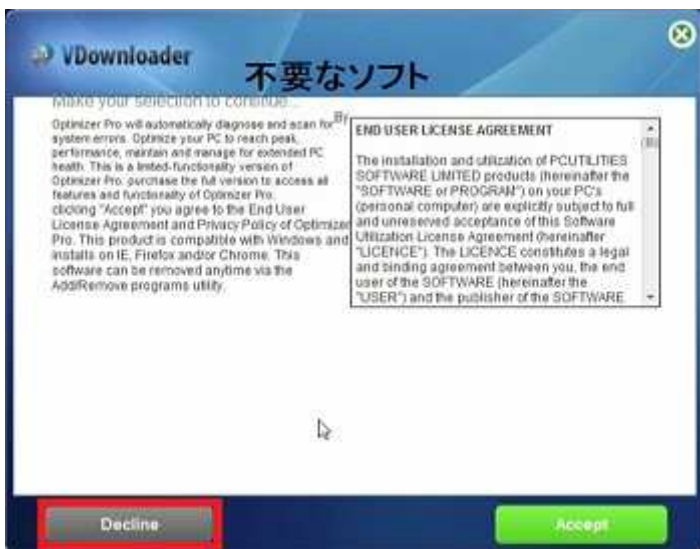 VDownloader
不要なソフト
Make your selection to continue...
Optimizer Pro will automatically diagnose and scan for
system errors. Optimize your PC to reach peak,
performance, maintain and manage for extended PC
health. This is a limited-functionality version of
Optimizer Pro. purchase the full version to access all
features and functionality of Optimizer Pro.
By
clicking "Accept" you agree to the End User
License Agreement and Privacy Policy of Optimizer
Pro. This product is compatible with Windows and
installs on IE, Firefox and/or Chrome. This
software can be removed anytime via the
Add/Remove programs utility.
END USER LICENSE AGREEMENT
The installation and utilization of PCUTILITIES
SOFTWARE LIMITED products (hereinafter the
"SOFTWARE or PROGRAM") on your PC's
(personal computer) are explicitly subject to full
and unreserved acceptance of this Software
Utilization License Agreement (hereinafter
"LICENCE"). The LICENCE constitutes a legal
and binding agreement between you, the end
user of the SOFTWARE (hereinafter the
"USER") and the publisher of the SOFTWARE
Decline
Accept